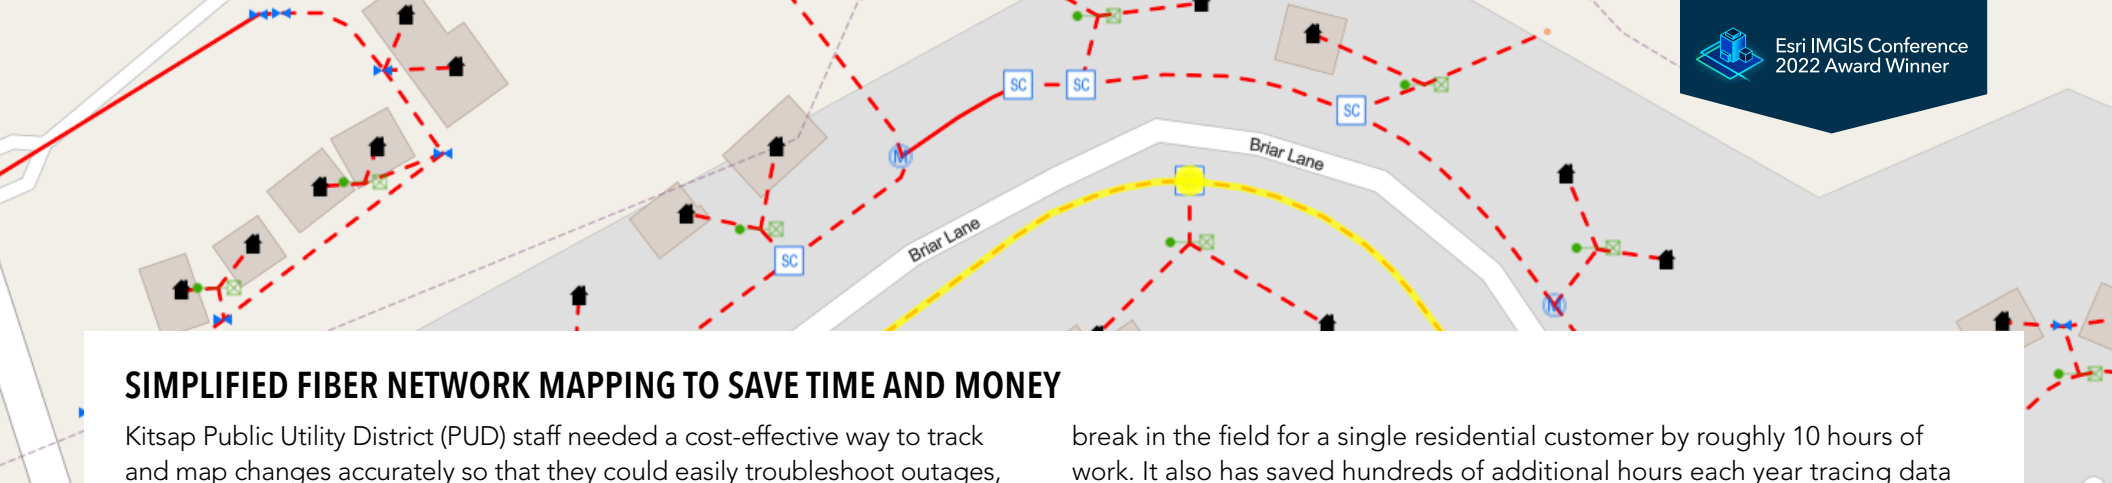 Esri IMGIS Conference
2022 Award Winner
SC
SC
SC
M
Briar Lane
Briar Lane
SC
M
SIMPLIFIED FIBER NETWORK MAPPING TO SAVE TIME AND MONEY
Kitsap Public Utility District (PUD) staff needed a cost-effective way to track
and map changes accurately so that they could easily troubleshoot outages,
break in the field for a single residential customer by roughly 10 hours of
work. It also has saved hundreds of additional hours each year tracing data